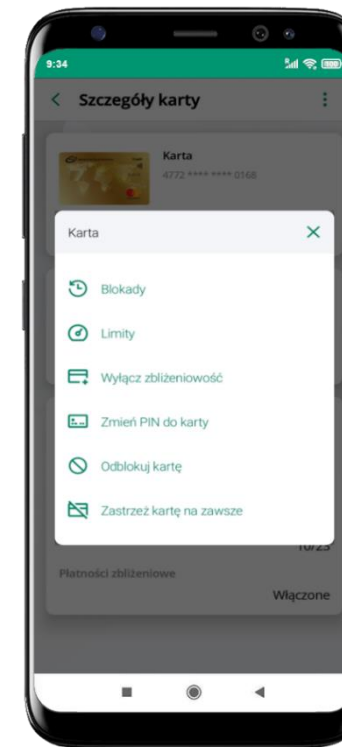 9:34
Szczegóły karty
Karta
4772 **** **** 0168
Karta
Blokady
Limity
Wyłącz zbliżeniowość
Zmień PIN do karty
Odblokuj kartę
Zastrzeż kartę na zawsze
10/25
Płatności zbliżeniowe
Włączone